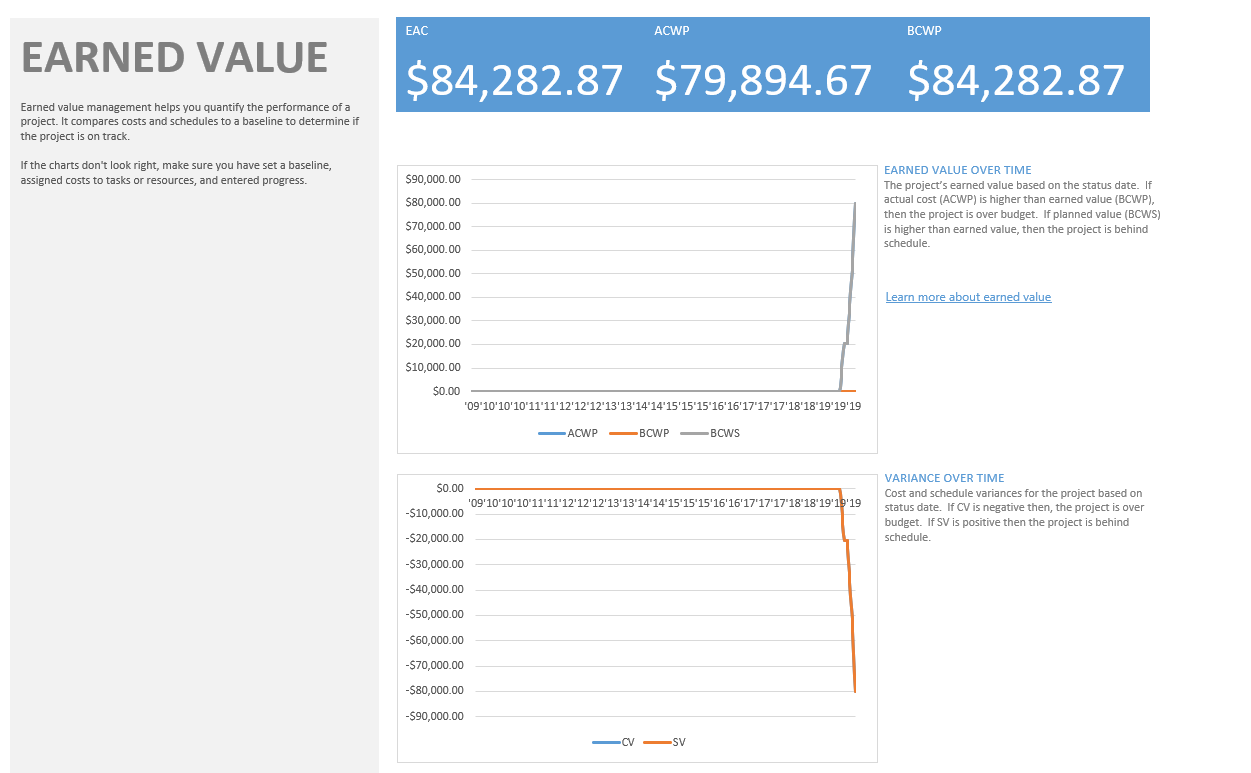 EARNED VALUE
Earned value management helps you quantify the performance of a
project. It compares costs and schedules to a baseline to determine if
the project is on track.
If the charts don't look right, make sure you have set a baseline,
assigned costs to tasks or resources, and entered progress.
EAC
ACWP
BCWP
$84,282.87
$79,894.67
$84,282.87
$90,000.00
$80,000.00
$70,000.00
$60,000.00
$50,000.00
$40,000.00
$30,000.00
$20,000.00
$10,000.00
$0.00
'09'10'10'10'11'11'12'12'12'13'13'14'14'15'15'15'16'16'17'17'17'18'18'19'19'19
ACWP BCWP BCWS
EARNED VALUE OVER TIME
The project's earned value based on the status date.  If
actual cost (ACWP) is higher than earned value (BCWP),
then the project is over budget.  If planned value (BCWS)
is higher than earned value, then the project is behind
schedule.
Learn more about earned value
$0.00
'09'10'10'10'11'11'12'12'12'13'13'14'14'15'15'15'16'16'17'17'17'18'18'19'19'19
-$10,000.00
-$20,000.00
-$30,000.00
-$40,000.00
-$50,000.00
-$60,000.00
-$70,000.00
-$80,000.00
-$90,000.00
CV SV
VARIANCE OVER TIME
Cost and schedule variances for the project based on
status date.  If CV is negative then, the project is over
budget.  If SV is positive then the project is behind
schedule.